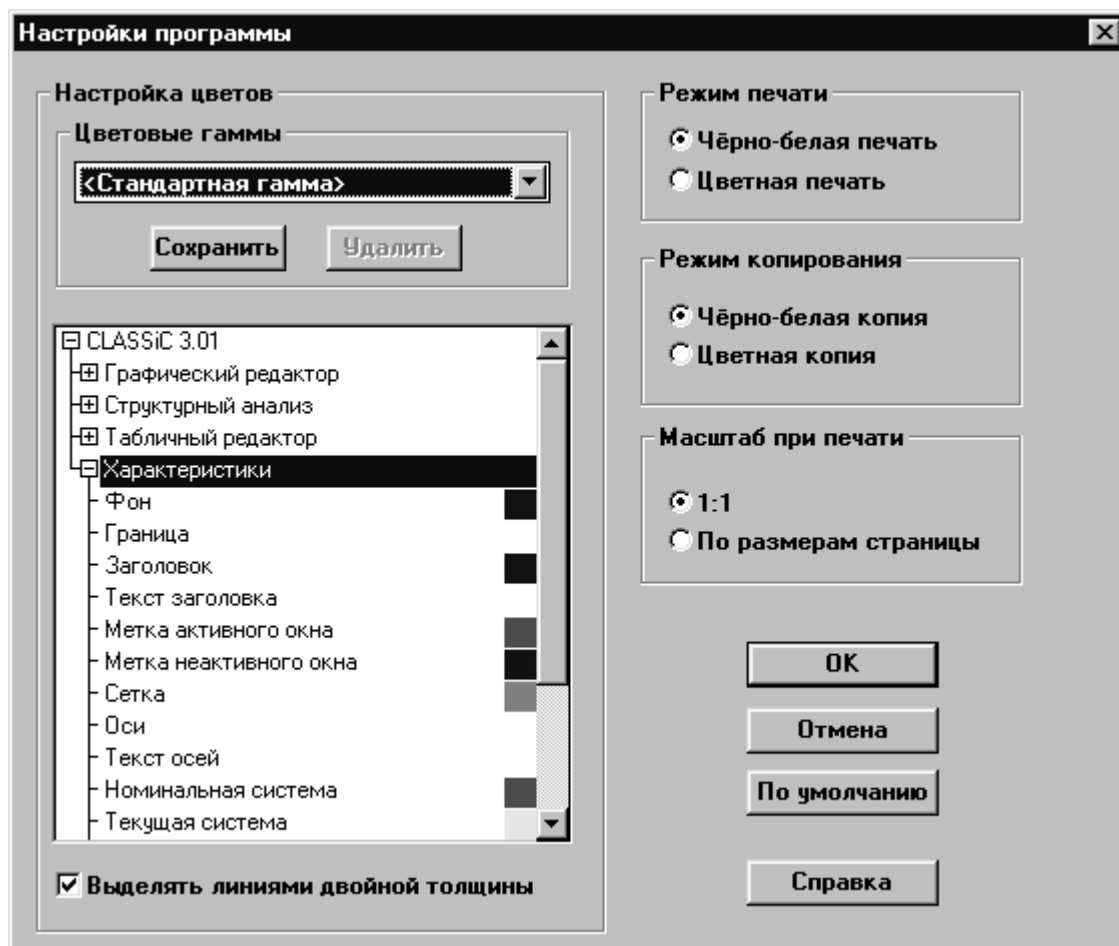 Настройки программы
Настройка цветов
Цветовые гаммы
<Стандартная гамма>
Сохранить
Удалить
CLASSiC 3.01
Графический редактор
Структурный анализ
Табличный редактор
Характеристики
Фон
Граница
Заголовок
Текст заголовка
Метка активного окна
Метка неактивного окна
Сетка
Оси
Текст осей
Номинальная система
Текущая система
Выделять линиями двойной толщины
Режим печати
Чёрно-белая печать
Цветная печать
Режим копирования
Чёрно-белая копия
Цветная копия
Масштаб при печати
1:1
По размерам страницы
OK
Отмена
По умолчанию
Справка